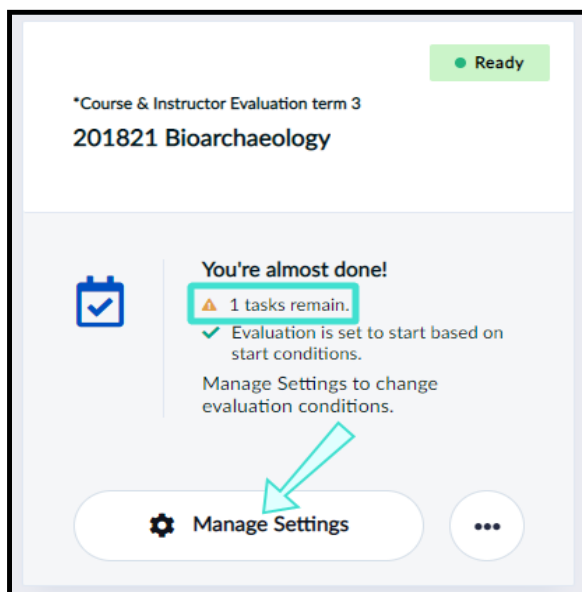 Ready
*Course & Instructor Evaluation term 3
201821 Bioarchaeology
You're almost done!
1 tasks remain.
Evaluation is set to start based on
start conditions.
Manage Settings to change
evaluation conditions.
Manage Settings